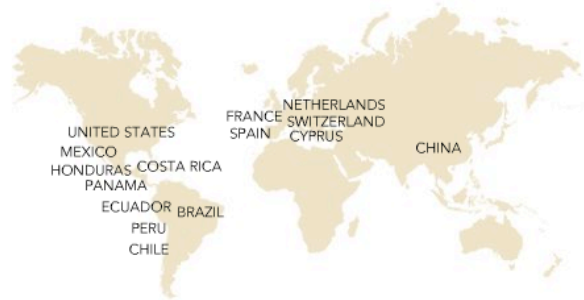 NETHERLANDS
FRANCE
SWITZERLAND
UNITED STATES
SPAIN
CYPRUS
CHINA
MEXICO
HONDURAS
COSTA RICA
PANAMA
ECUADOR
BRAZIL
PERU
CHILE